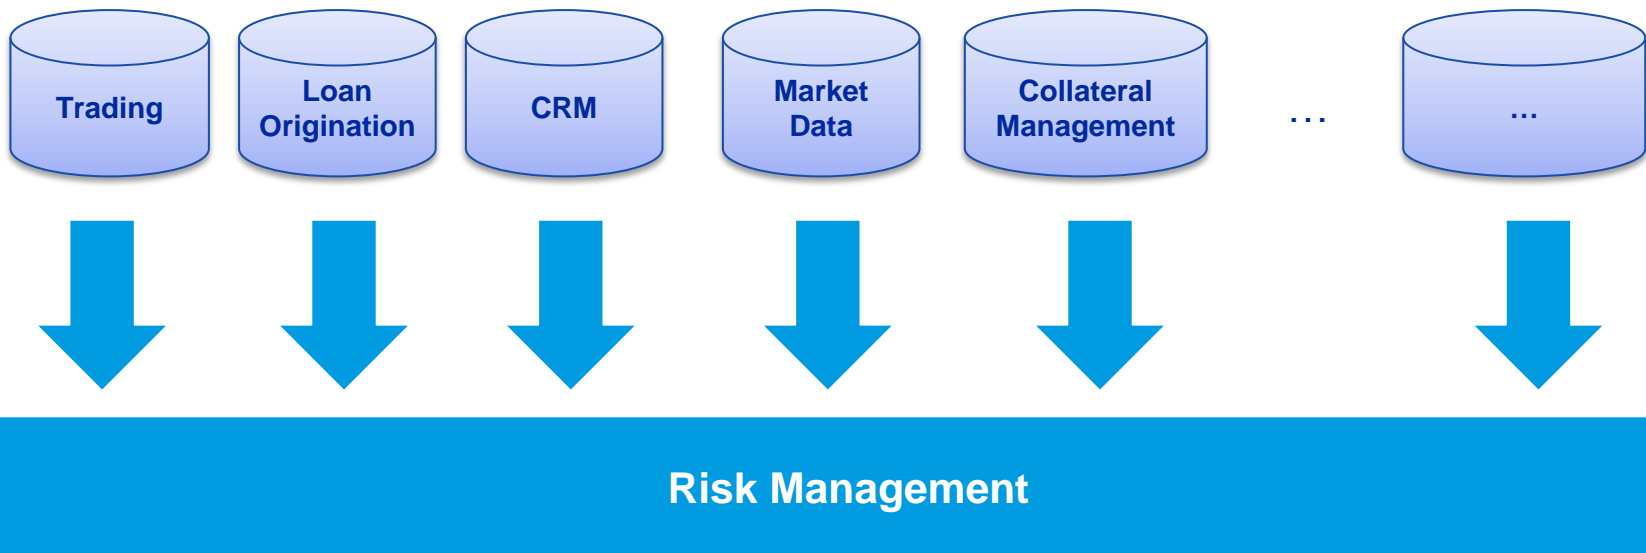 Trading
Loan
Origination
CRM
Market
Data
Collateral
Management
...
...
Risk Management